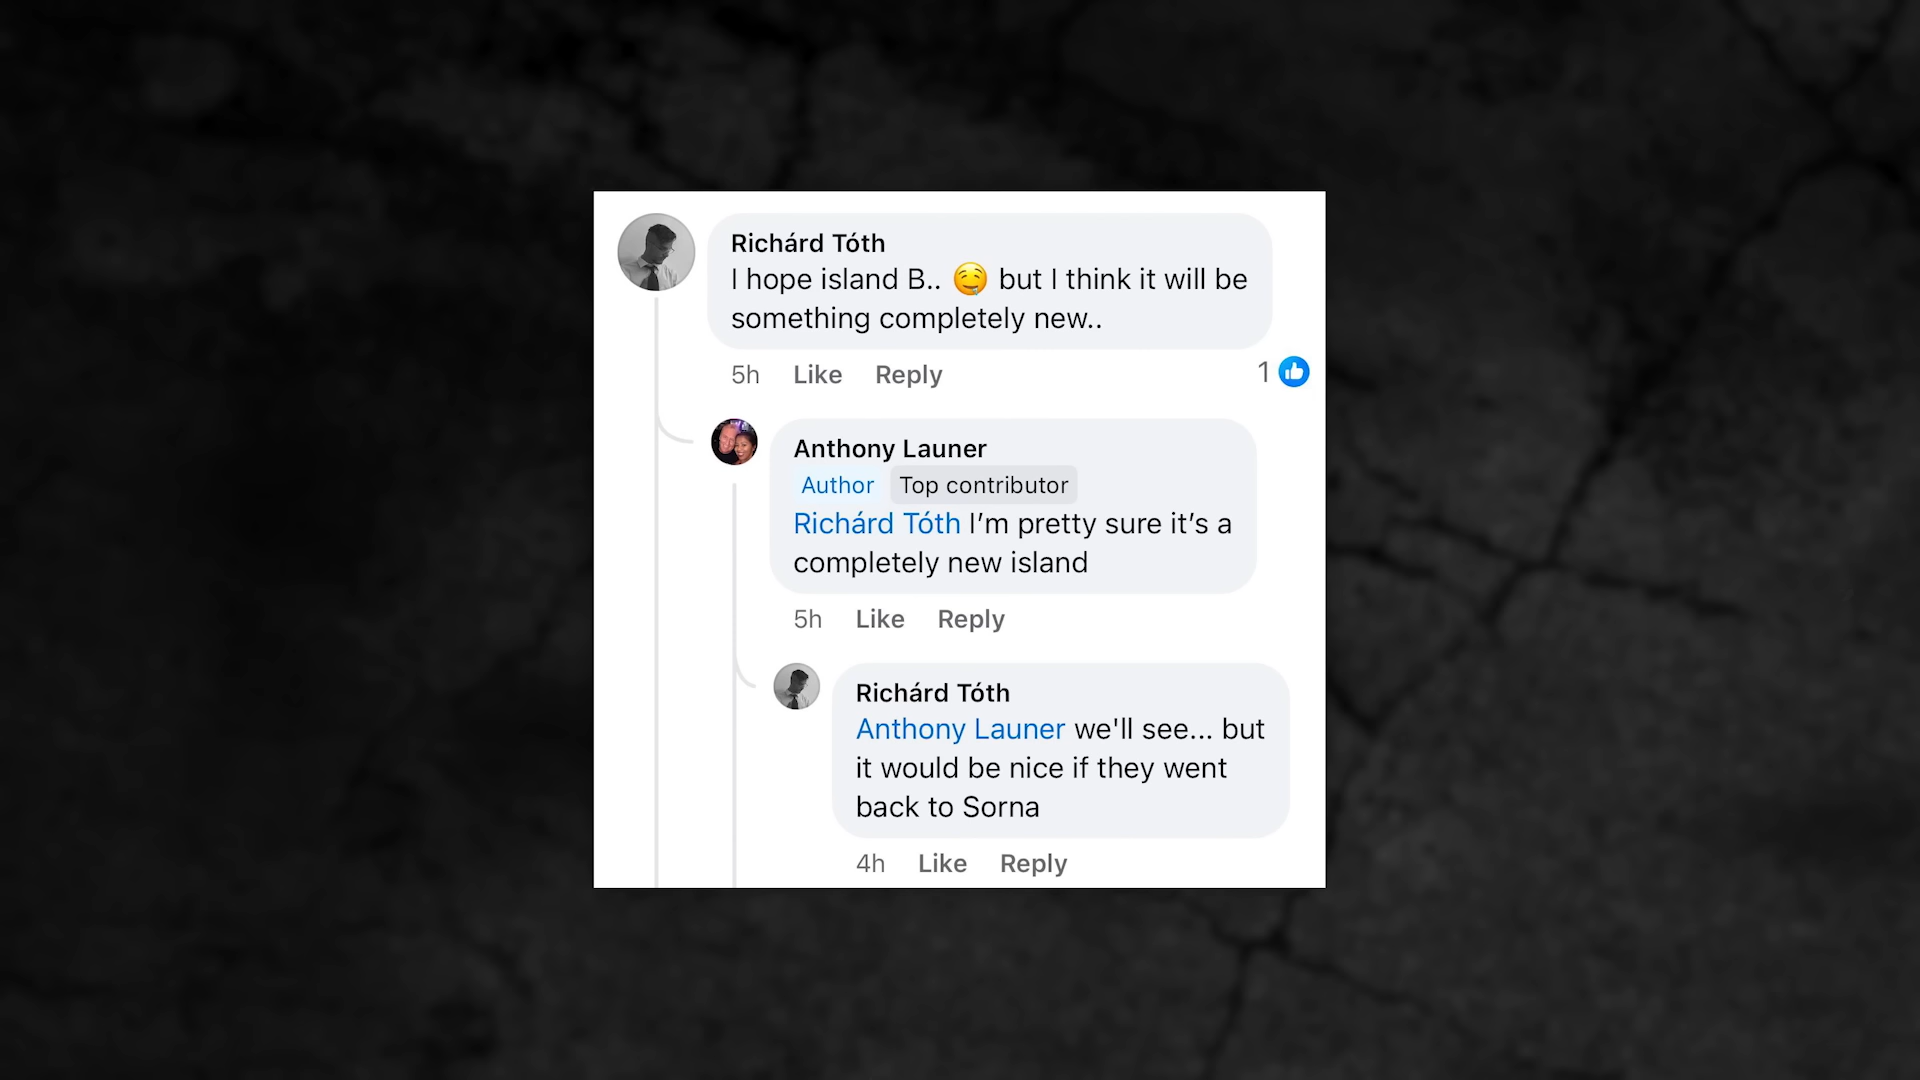 Richárd Tóth
I hope island B.. 🤤 but I think it will be
something completely new..
5h Like Reply 1
Anthony Launer
Author Top contributor
Richárd Tóth I’m pretty sure it’s a
completely new island
5h Like Reply
Richárd Tóth
Anthony Launer we'll see... but
it would be nice if they went
back to Sorna
4h Like Reply